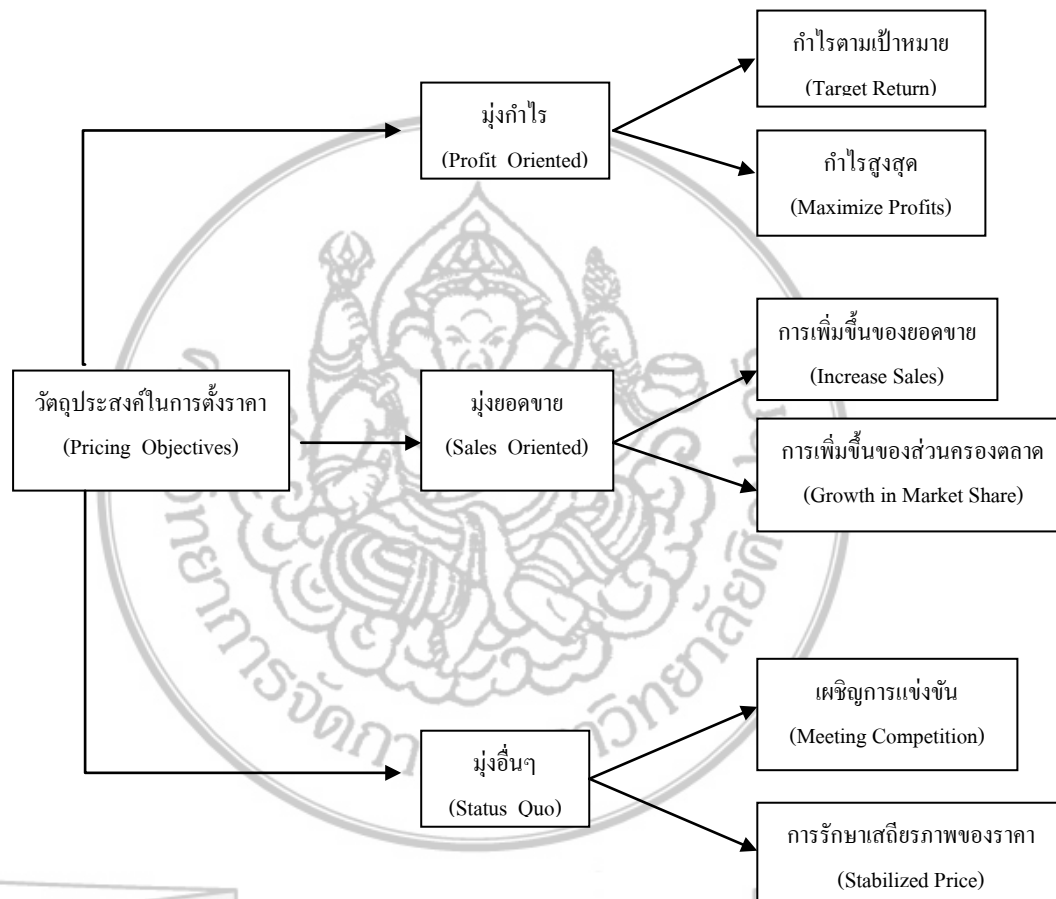 กำไรตามเป้าหมาย
(Target Return)
มุ่งกำไร
(Profit Oriented)
กำไรสูงสุด
(Maximize Profits)
การเพิ่มขึ้นของยอดขาย
(Increase Sales)
วัตถุประสงค์ในการตั้งราคา
(Pricing Objectives)
มุ่งยอดขาย
(Sales Oriented)
การเพิ่มขึ้นของส่วนครองตลาด
(Growth in Market Share)
เผชิญการแข่งขัน
(Meeting Competition)
มุ่งอื่นๆ
(Status Quo)
การรักษาเสถียรภาพของราคา
(Stabilized Price)